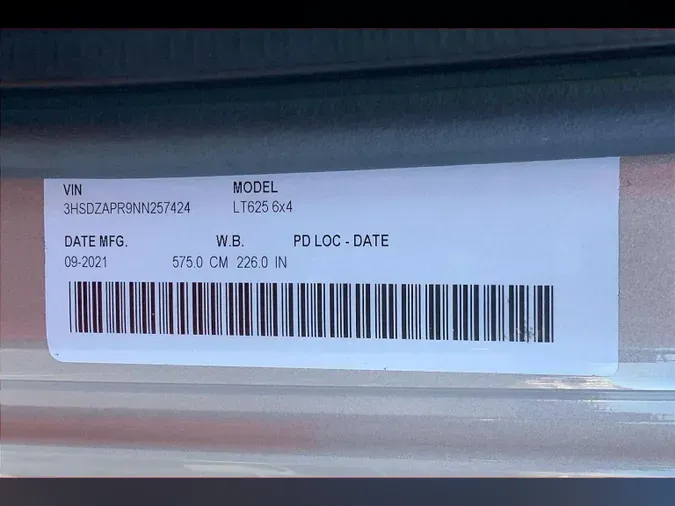 VIN MODEL
3HSDZAPR9NN257424 LT625 6x4
DATE MFG. W.B. PD LOC - DATE
09-2021 575.0 CM 226.0 IN